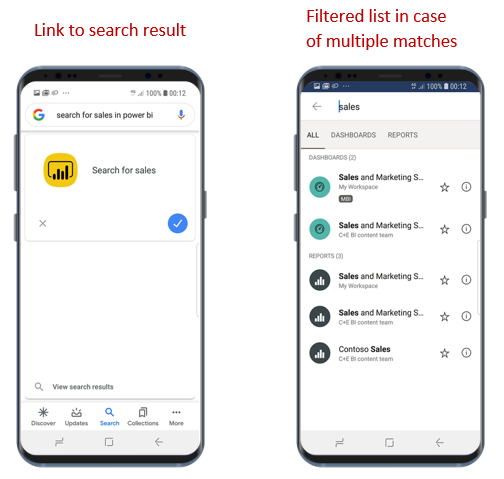 Link to search result
Filtered list in case
of multiple matches
100% 00:12
search for sales in power bi
Search for sales
View search results
Discover
Updates
Search
Collections
More
100% 00:12
sales
ALL
DASHBOARDS
REPORTS
DASHBOARDS (2)
Sales and Marketing S...
My Workspace
MBI
Sales and Marketing S...
C+E BI content team
REPORTS (3)
Sales and Marketing S...
My Workspace
Sales and Marketing S...
C+E BI content team
Contoso Sales
C+E BI content team